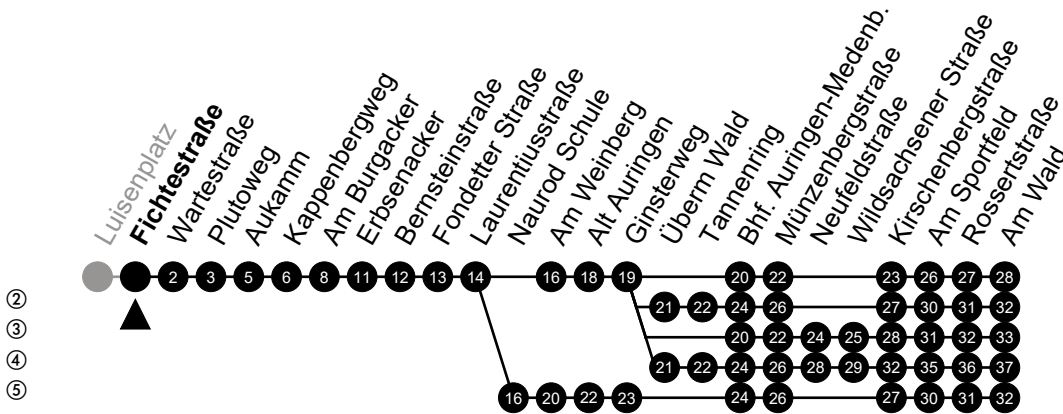 Luisenplatz
Fichtestraße
Wartestraße
Plutoweg
Aukamm
Kappenbergweg
Am Burgacker
Erbsenacker
Bernsteinstraße
Fondetter Straße
Laurentiusstraße
Naurod Schule
Am Weinberg
Alt Auringen
Ginsterweg
Überm Wald
Tannenring
Bhf. Auringen-Medenb.
Münzenbergstraße
Neufeldstraße
Wildsachsener Straße
Kirschenbergstraße
Am Sportfeld
Rossertstraße
Am Wald
2 3 5 6 8 11 12 13 14 16 18 19 20 22 23 26 27 28
② 21 22 24 26 27 30 31 32
③ 20 22 24 25 28 31 32 33
④ 21 22 24 26 28 29 32 35 36 37
⑤ 16 20 22 23 24 26 27 30 31 32